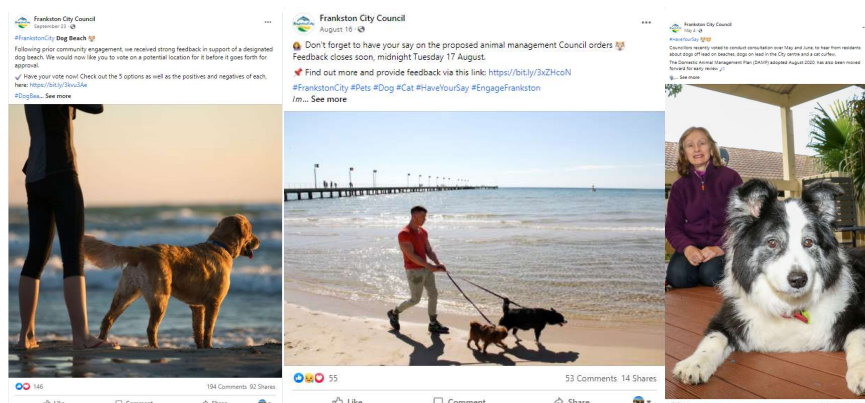 Frankston City Council
September 23 ·
#FrankstonCity Dog Beach
Following prior community engagement, we received strong feedback in support of a designated
dog beach. We would now like you to vote on a potential location for it before it goes forth for
approval.
Have your vote now! Check out the 5 options as well as the positives and negatives of each,
here:
#DogBea... See more
146
194 Comments 92 Shares
Like
Comment
Share
Frankston City Council
August 16 ·
Don't forget to have your say on the proposed animal management Council orders
Feedback closes soon, midnight Tuesday 17 August.
Find out more and provide feedback via this link: https://bit.ly/3xZHcoN
#FrankstonCity #Pets #Dog #Cat #HaveYourSay #EngageFrankston
Im... See more
55
53 Comments 14 Shares
Like
Comment
Share
Frankston City Council
May 4 ·
#HaveYourSay
Councillors recently voted to conduct consultation over May and June, to hear from residents
about dogs off lead on beaches, dogs on lead in the City centre and a cat curfew.
The Domestic Animal Management Plan (DAMP) adopted August 2020, has also been moved
forward for early review
... See more